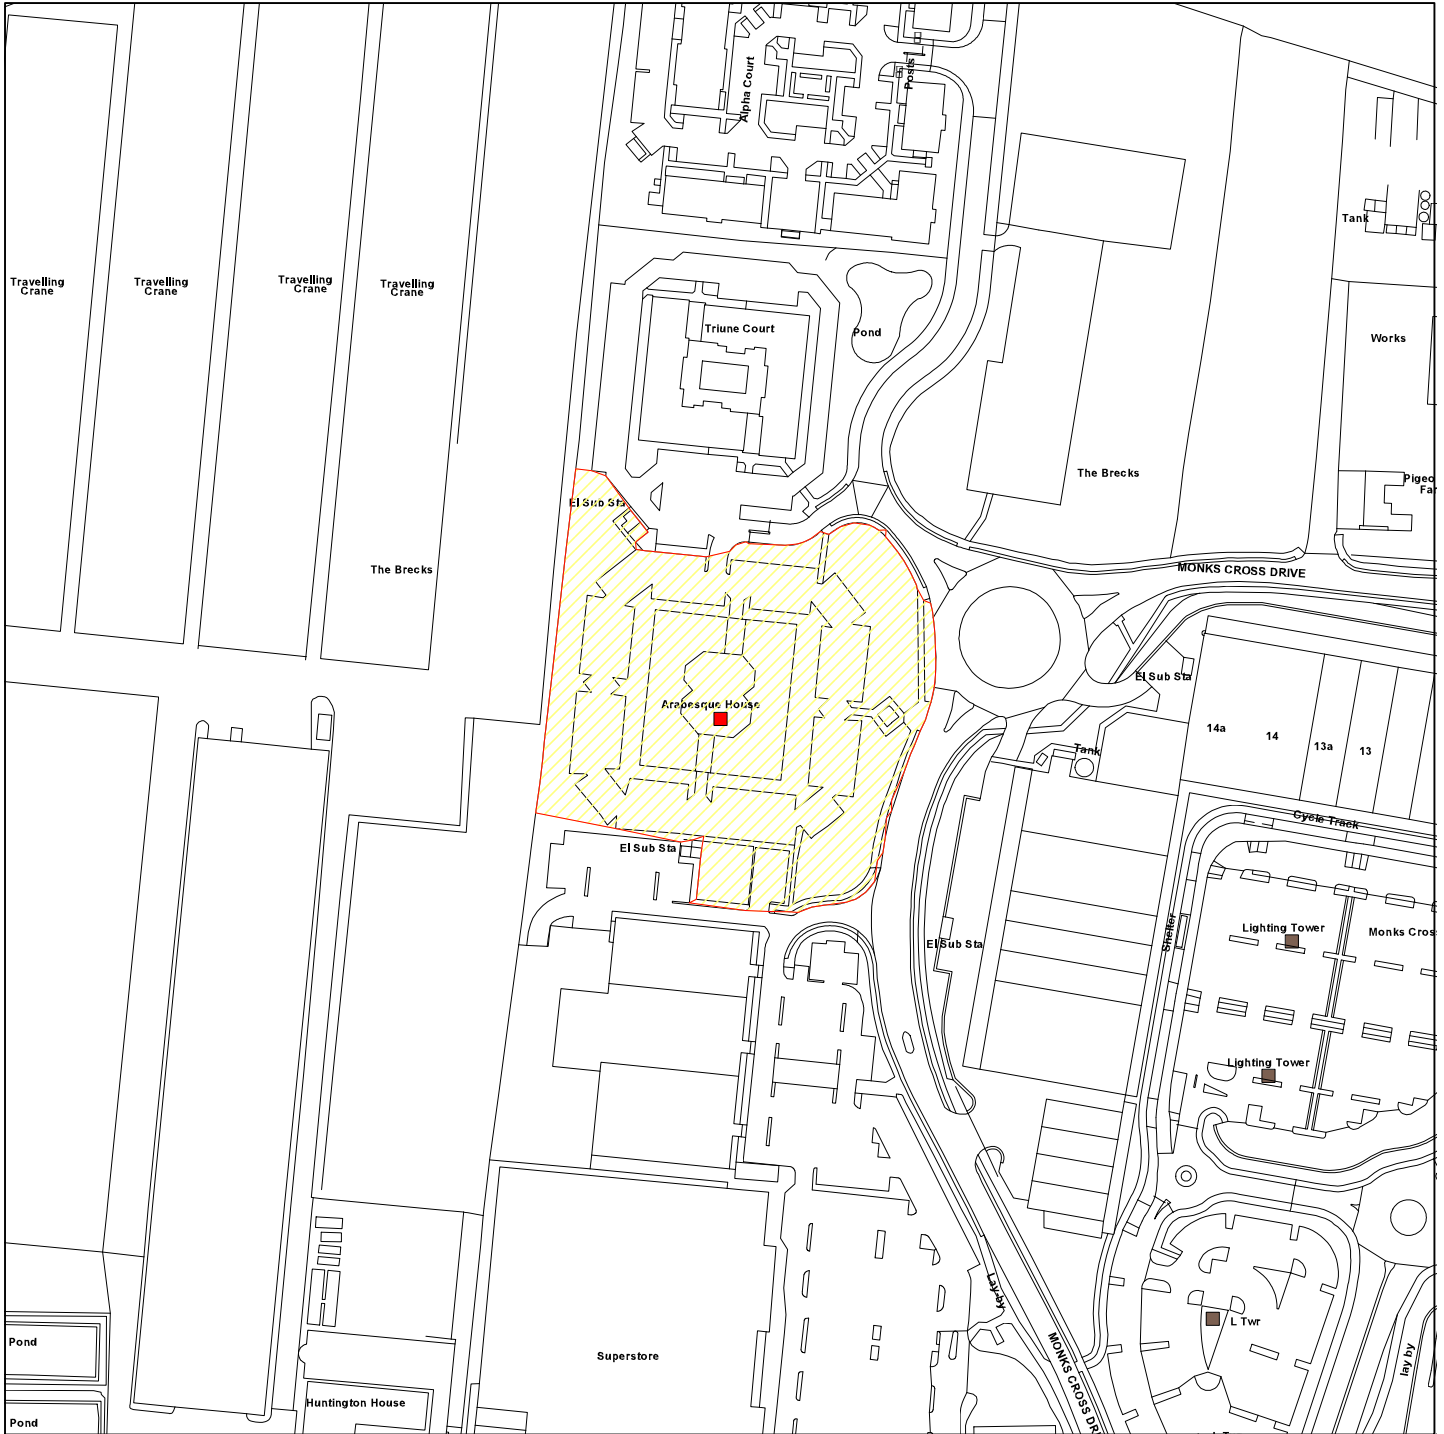 Alpha Court
Posts
Tank
Travelling
Crane
Travelling
Crane
Travelling
Crane
Travelling
Crane
Triune Court
Pond
Works
The Brecks
El Sub Sta
The Brecks
MONKS CROSS DRIVE
El Sub Sta
Arabesque House
14a
14
13a
13
Tank
Cycle Track
El Sub Sta
Shelter
Lighting Tower
El Sub Sta
Lighting Tower
Lay-by
L Twr
Pond
Superstore
MONKS CROSS
lay by
Huntington House
Pond